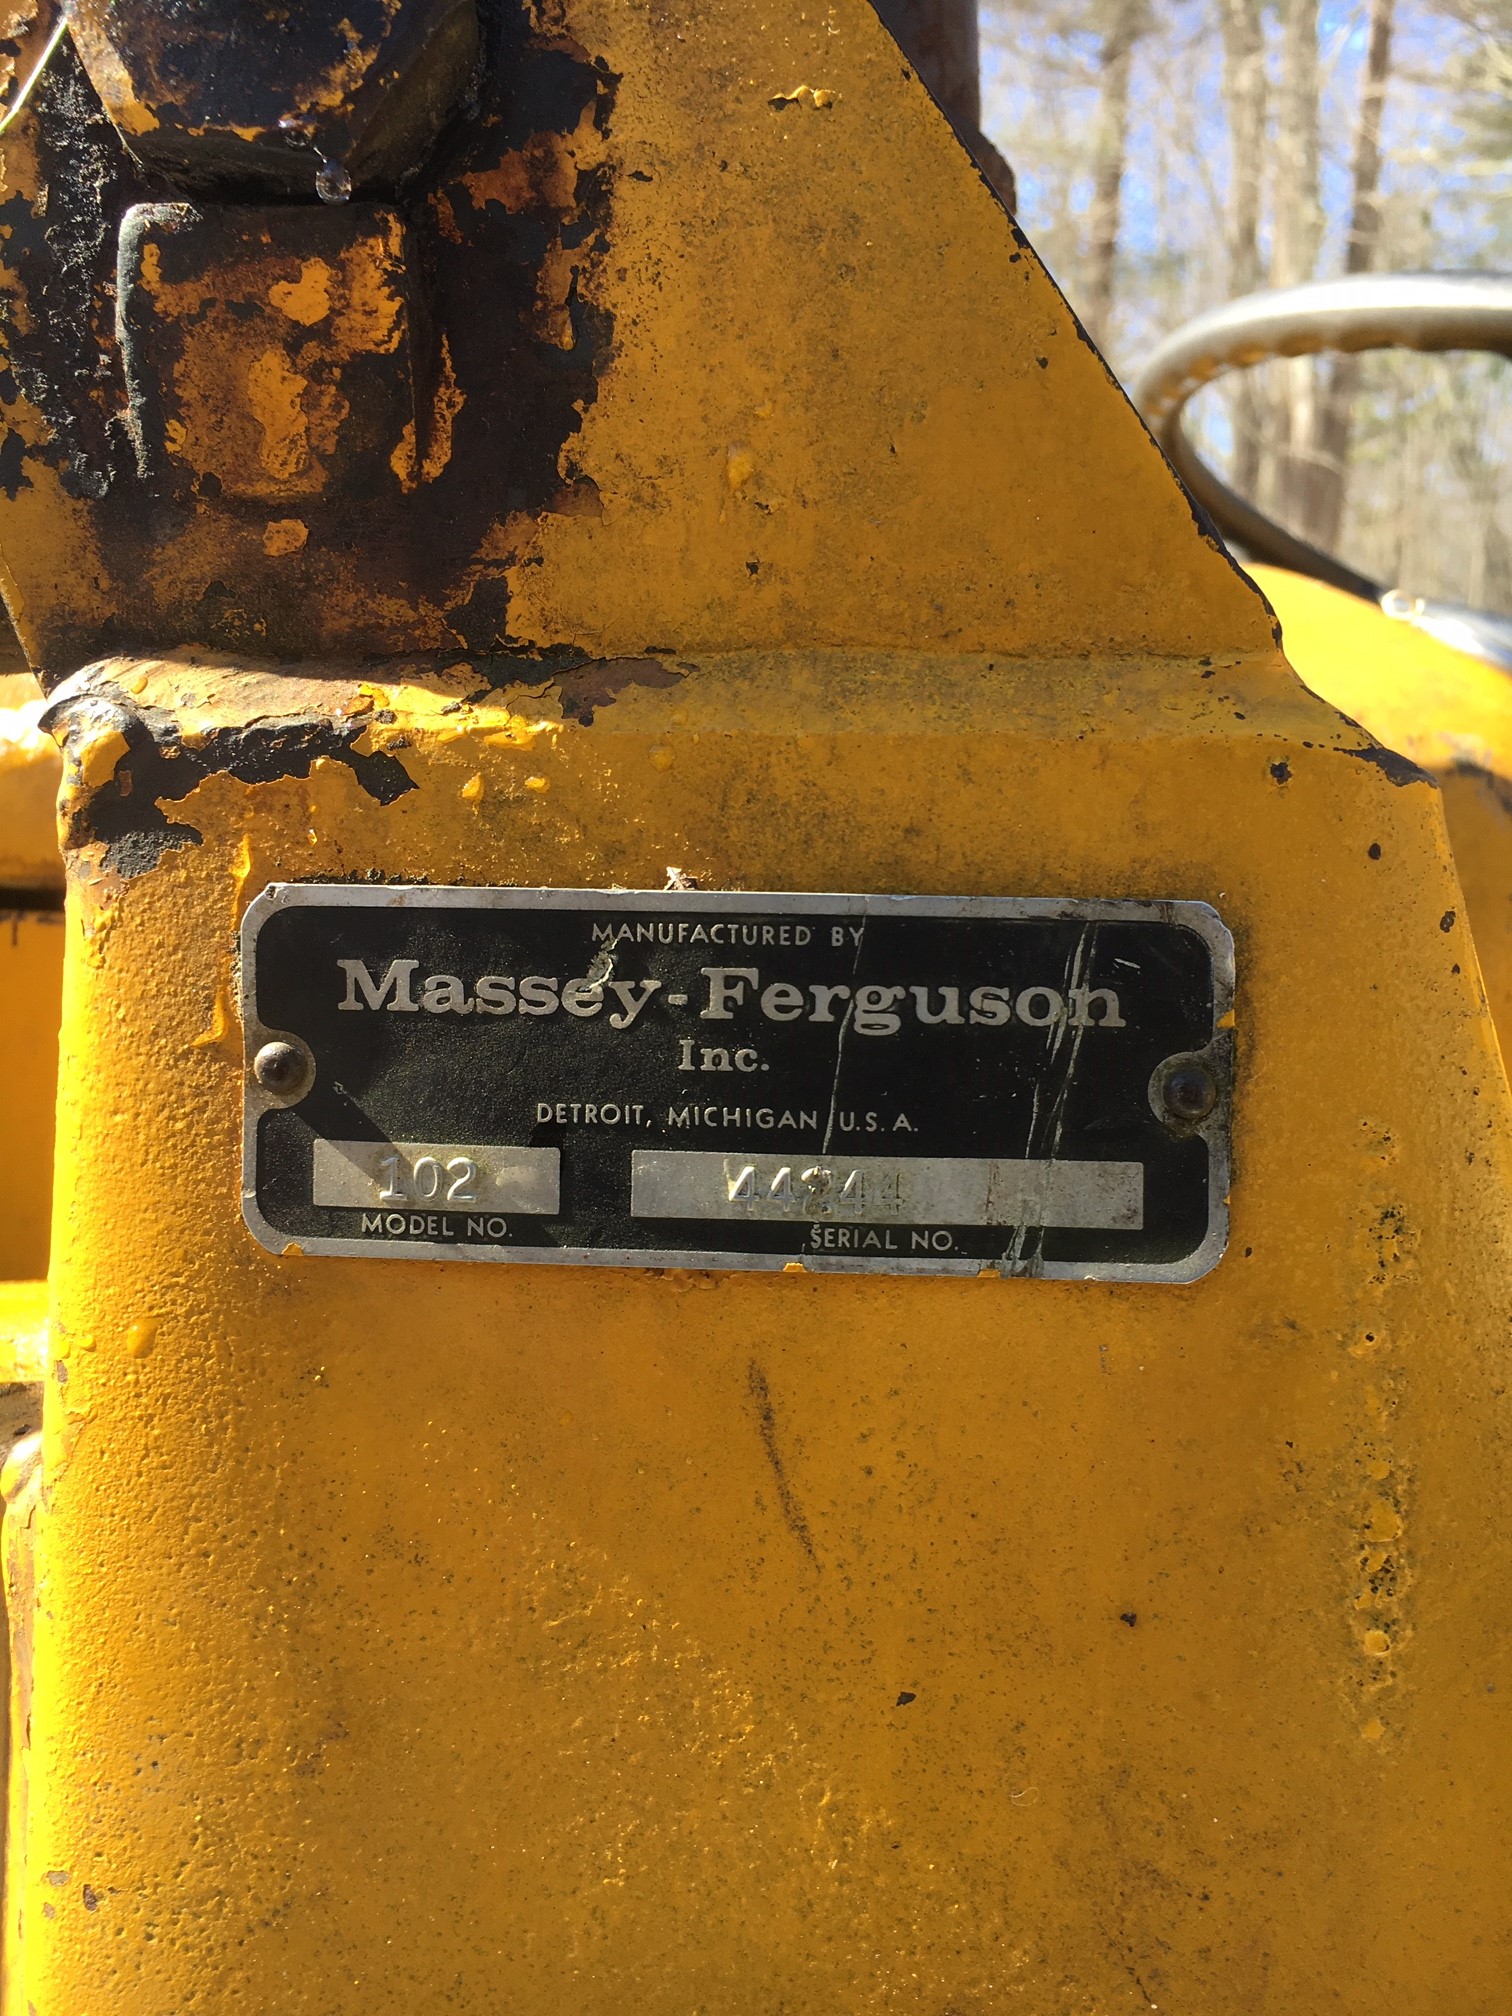 MANUFACTURED BY
Massey-Ferguson
Inc.
DETROIT, MICHIGAN U.S.A.
102
MODEL NO.
SERIAL NO.